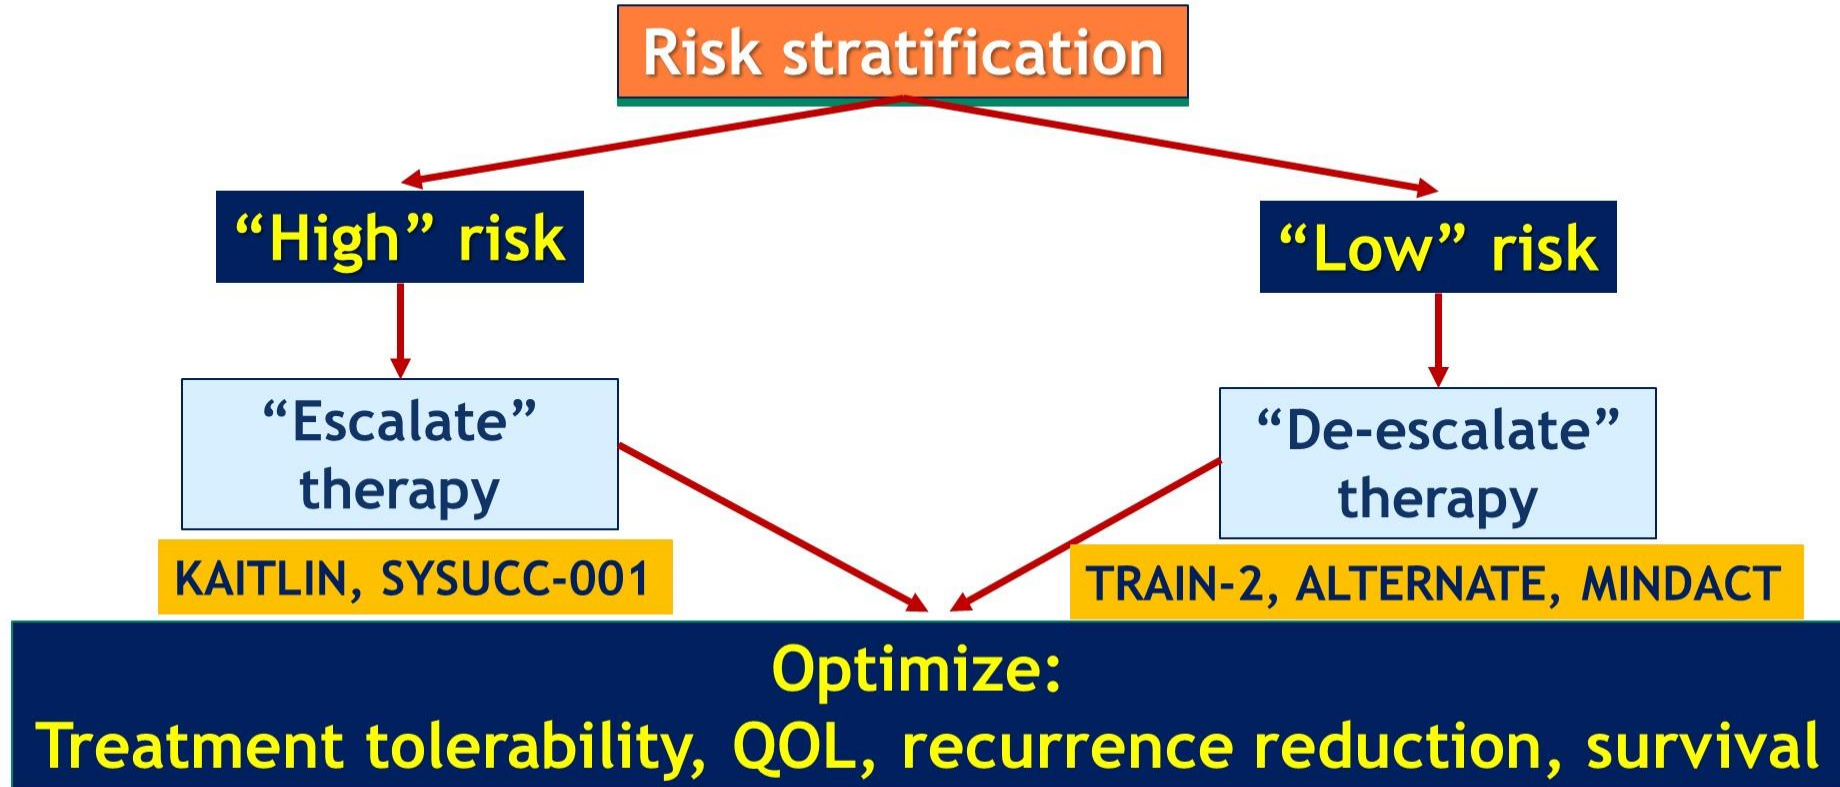 Risk stratification
“High” risk
“Low” risk
“Escalate”
therapy
“De-escalate”
therapy
KAITLIN, SYSUCC-001
TRAIN-2, ALTERNATE, MINDACT
Optimize:
Treatment tolerability, QOL, recurrence reduction, survival